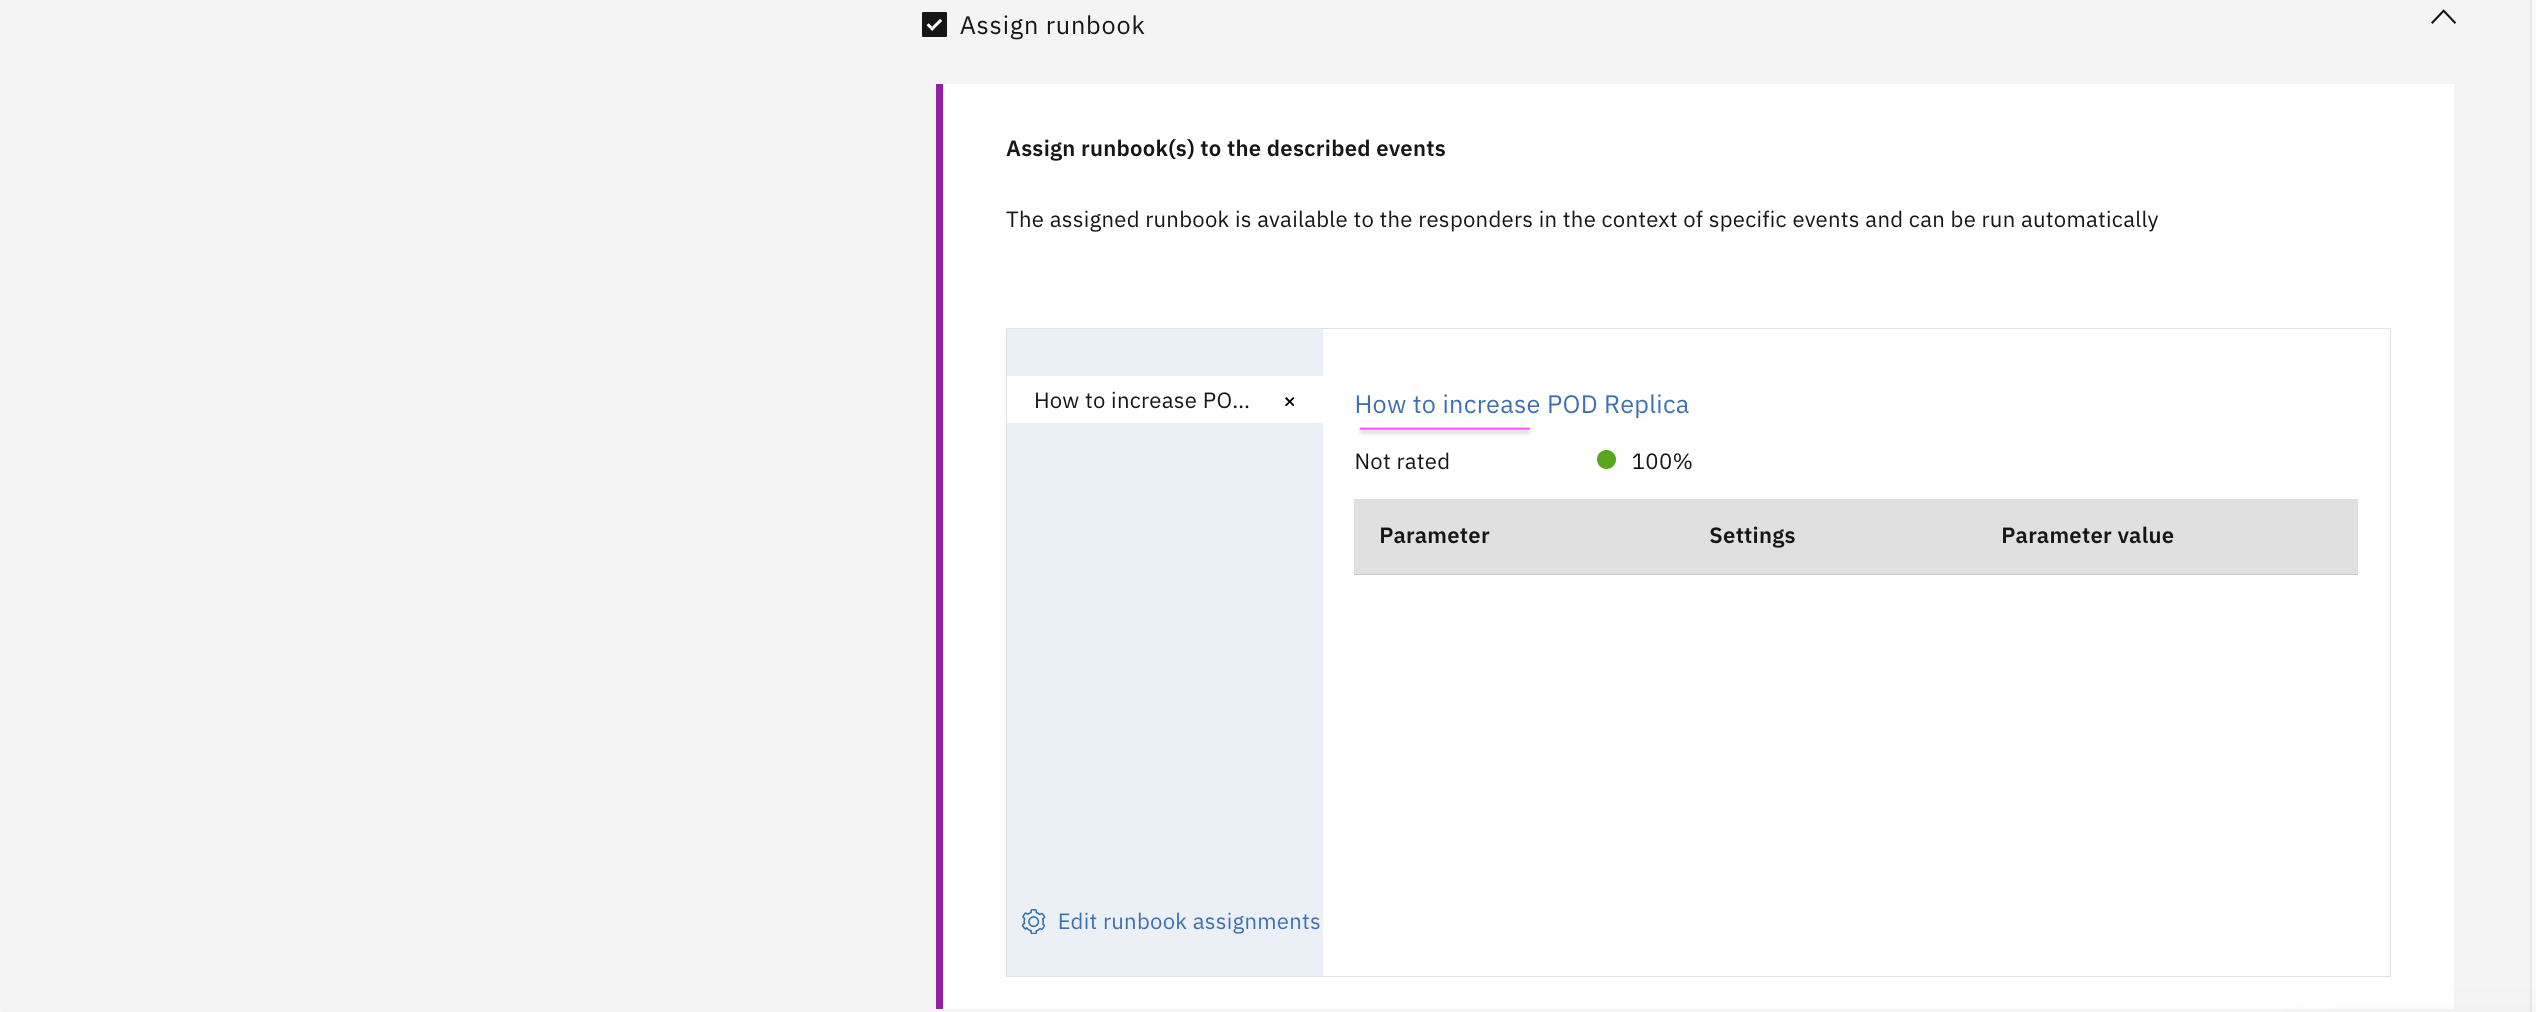 Assign runbook
Assign runbook(s) to the described events
The assigned runbook is available to the responders in the context of specific events and can be run automatically
How to increase PO...
How to increase POD Replica
Not rated
100%
Parameter Settings Parameter value
Edit runbook assignments